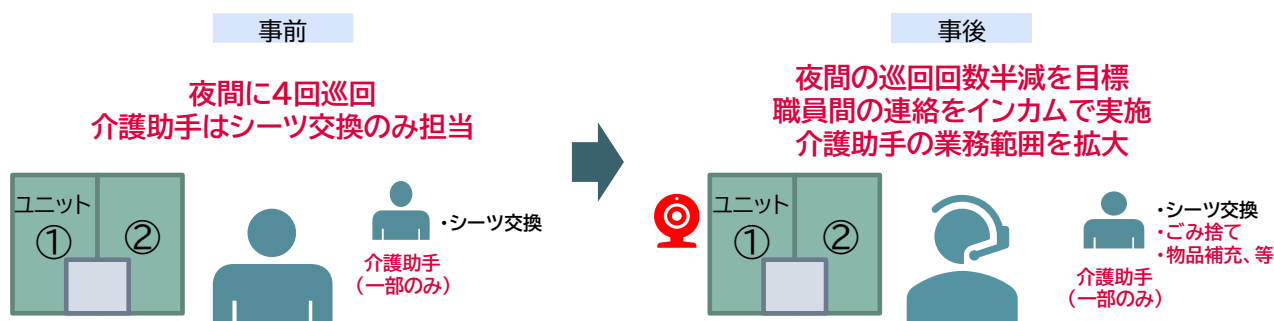 事前
夜間に4回巡回
介護助手はシーツ交換のみ担当
ユニット
① ②
・シーツ交換
介護助手
（一部のみ）
事後
夜間の巡回回数半減を目標
職員間の連絡をインカムで実施
介護助手の業務範囲を拡大
ユニット
① ②
・シーツ交換
・ごみ捨て
・物品補充、等
介護助手
（一部のみ）